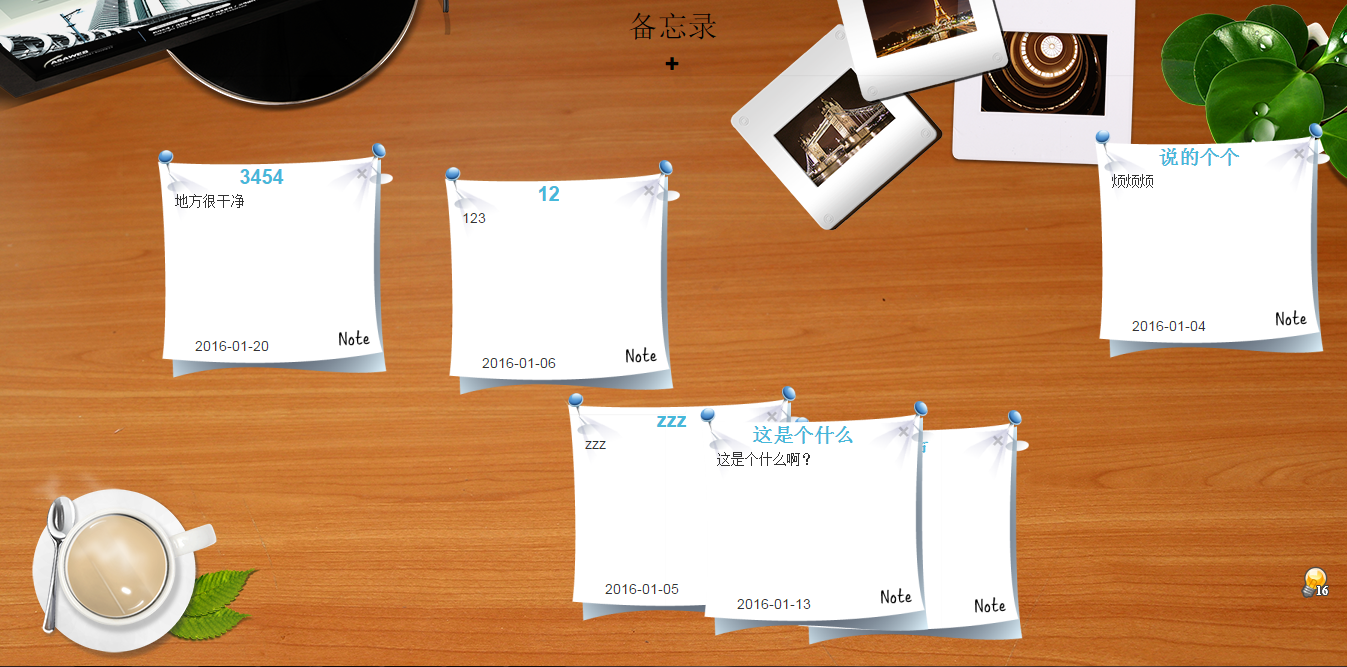 备忘录
+
3454
地方很干净
2016-01-20
Note
12
123
2016-01-06
Note
说的个个
烦烦烦
2016-01-04
Note
zzz
zzz
2016-01-05
这是个什么
这是个什么啊?
2016-01-13
Note
Note
16